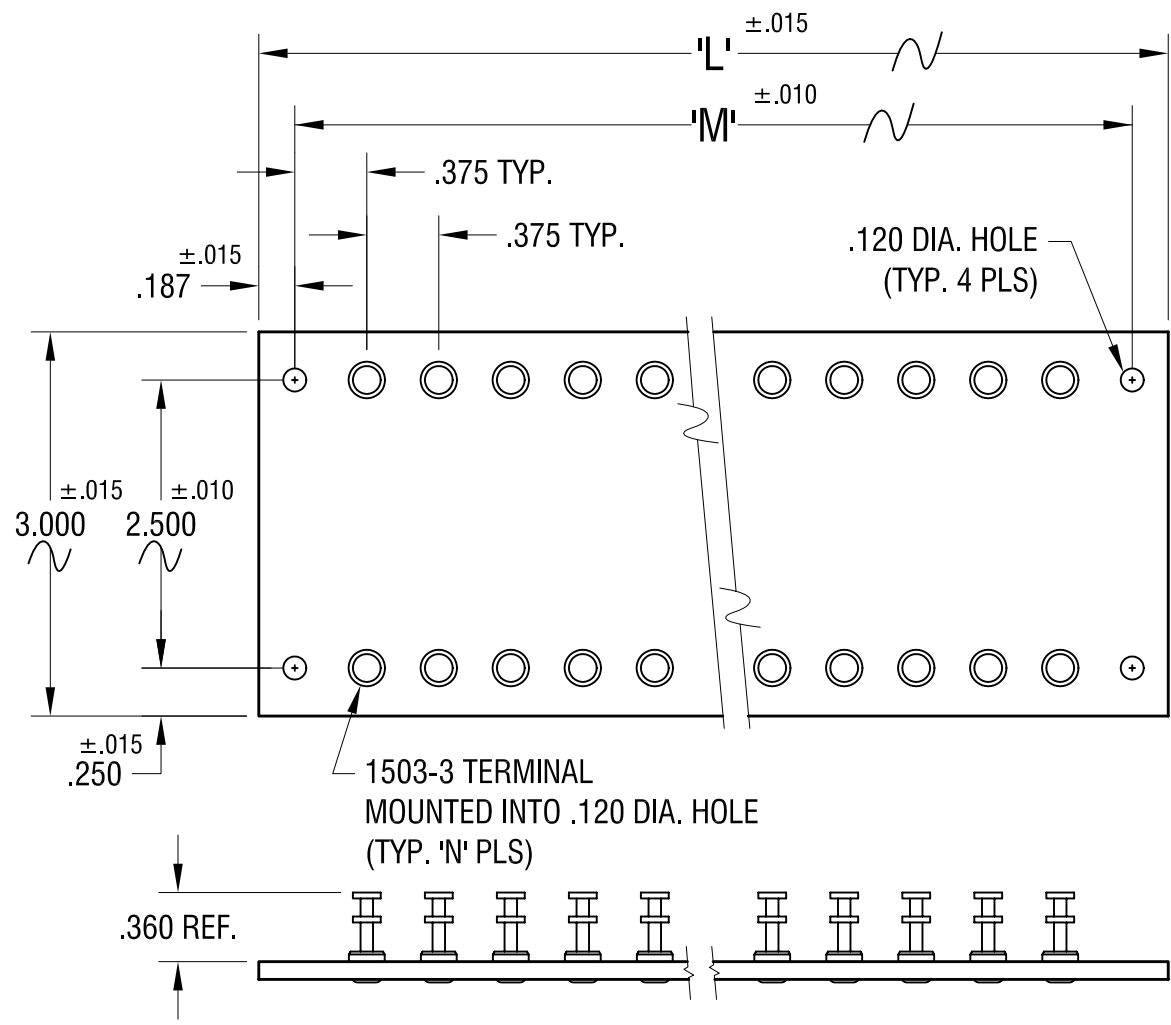 ±.015
'L'
±.010
'M'
.375 TYP.
.375 TYP.
±.015
.187
.120 DIA. HOLE
(TYP. 4 PLS)
±.015
3.000
±.010
2.500
±.015
.250
1503-3 TERMINAL
MOUNTED INTO .120 DIA. HOLE
(TYP. 'N' PLS)
.360 REF.